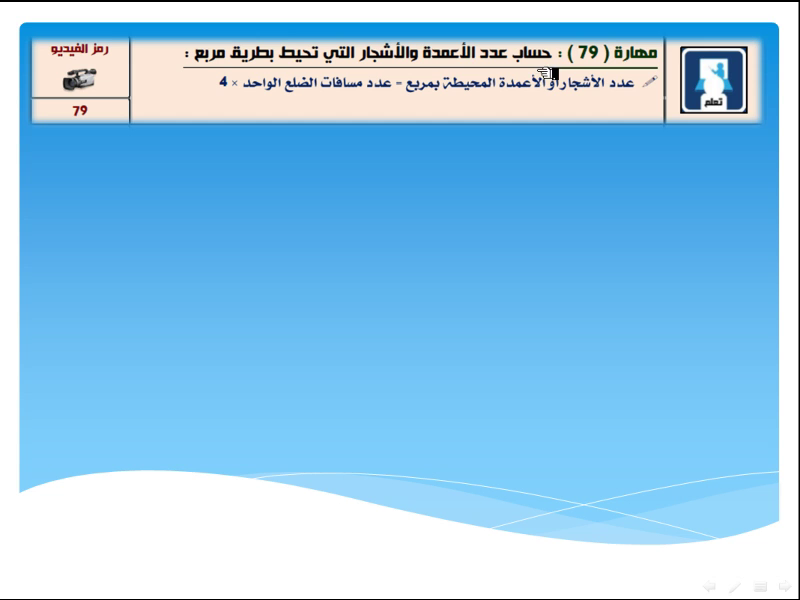 مهارة ( 79 ) : حساب عدد الأعمدة والأشجار التي تحيط بطريق مربع :
عدد الأشجار أو الأعمدة المحيطة بمربع = عدد مسافات الضلع الواحد × 4
تعلم
رمز الفيديو
79